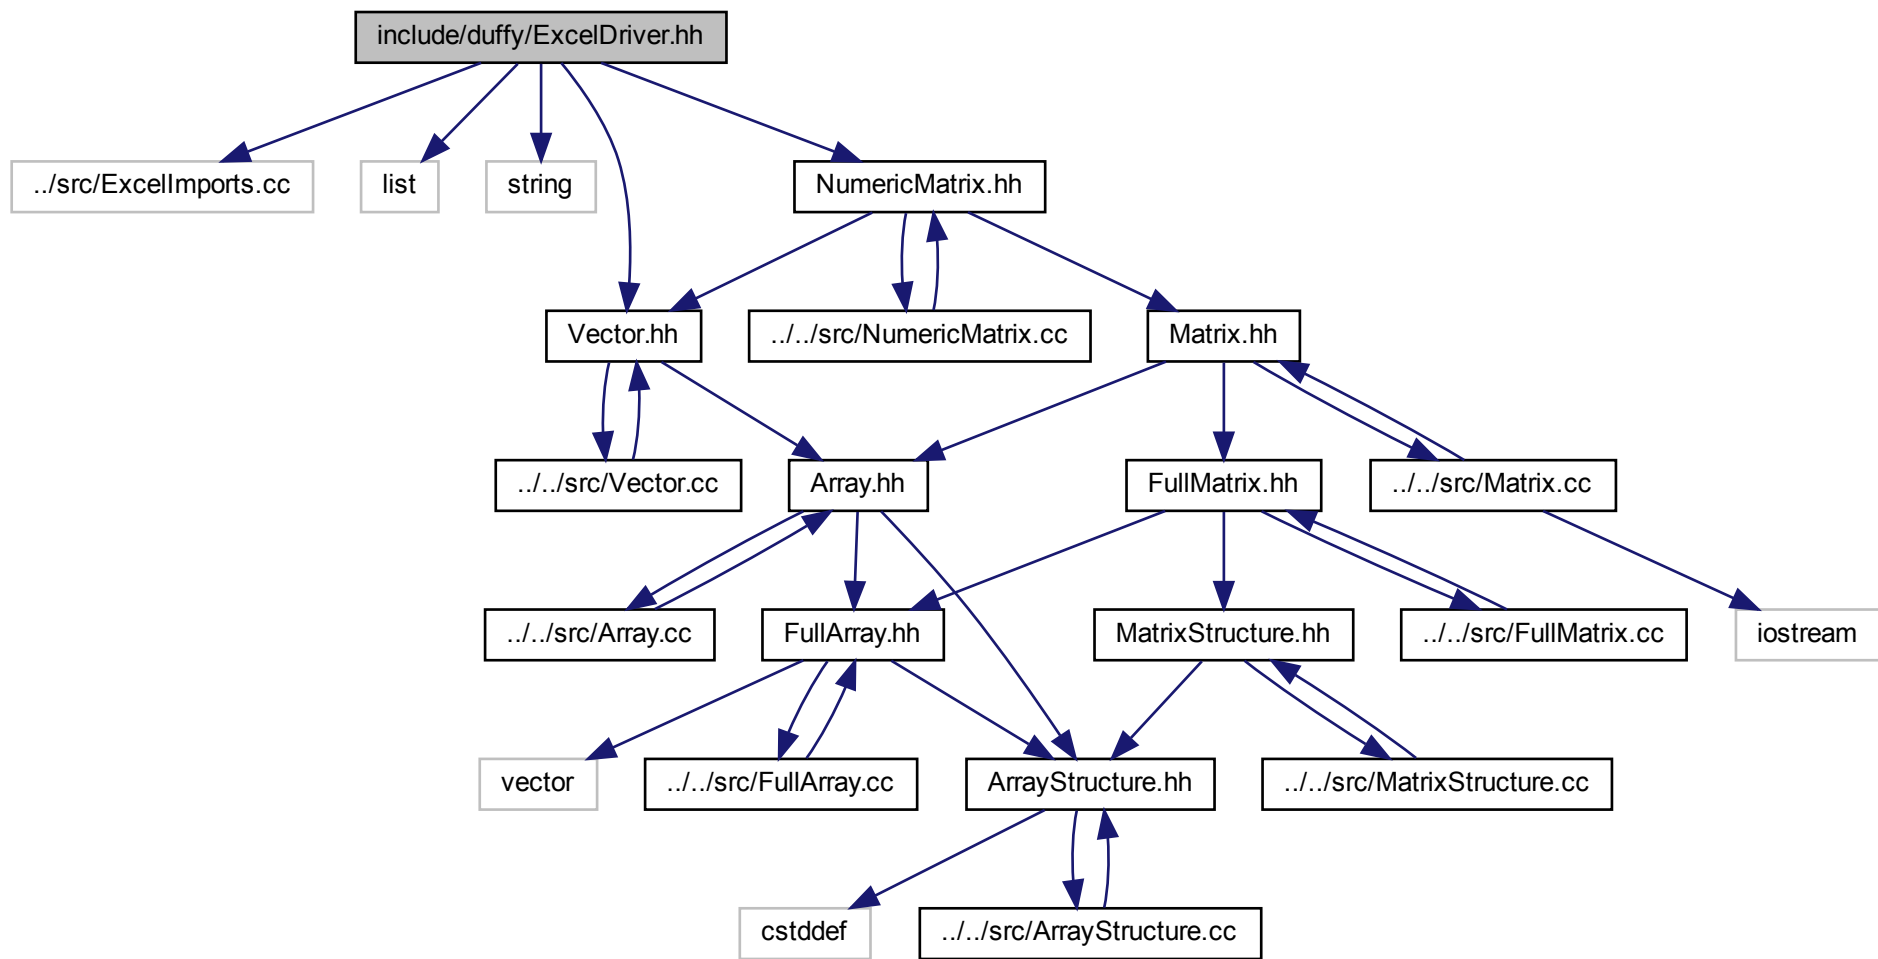 include/duffy/ExcelDriver.hh
../src/ExcelImports.cc
list
string
NumericMatrix.hh
Vector.hh
../../src/NumericMatrix.cc
Matrix.hh
../../src/Vector.cc
Array.hh
FullMatrix.hh
../../src/Matrix.cc
../../src/Array.cc
FullArray.hh
MatrixStructure.hh
../../src/FullMatrix.cc
iostream
vector
../../src/FullArray.cc
ArrayStructure.hh
../../src/MatrixStructure.cc
cstddef
../../src/ArrayStructure.cc